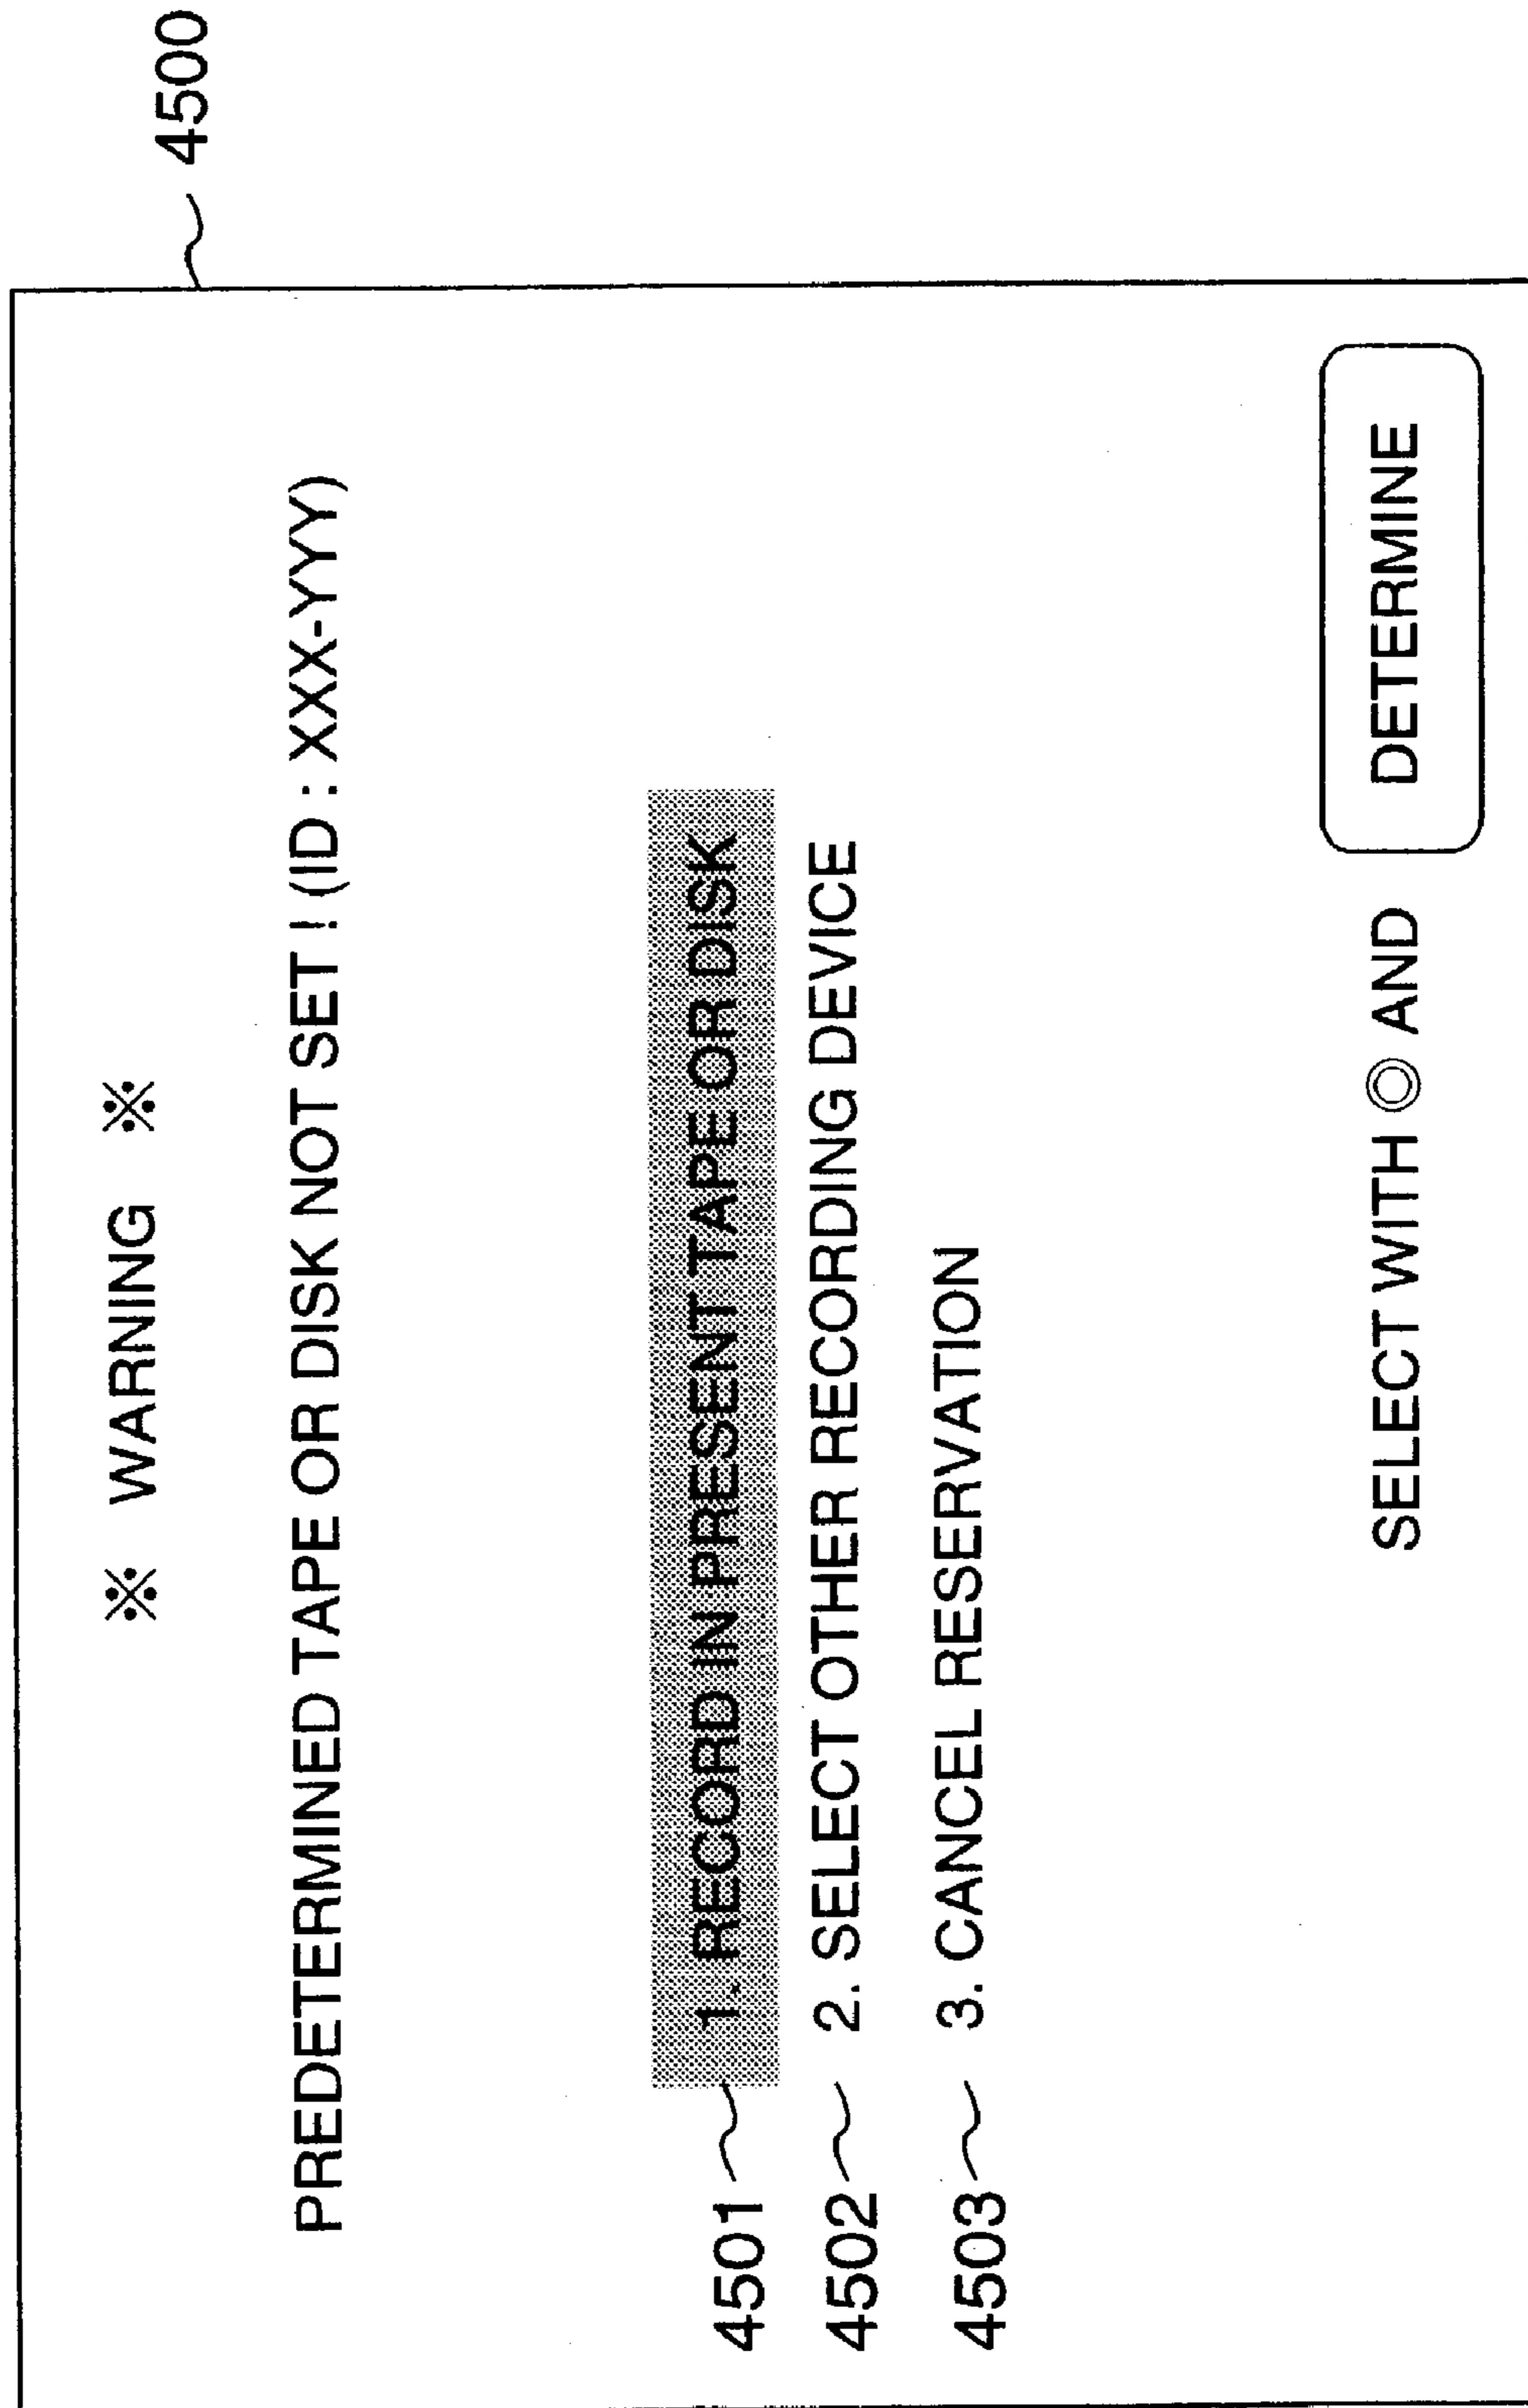 4500
※ WARNING ※
PREDETERMINED TAPE OR DISK NOT SET ! (ID : XXX-YYY)
4501 1. RECORD IN PRESENT TAPE OR DISK
4502 2. SELECT OTHER RECORDING DEVICE
4503 3. CANCEL RESERVATION
SELECT WITH ◎ AND DETERMINE